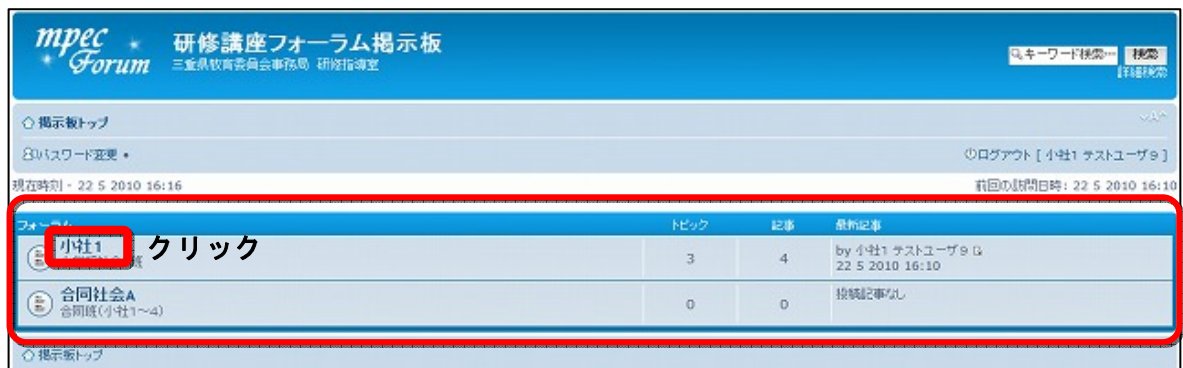 mpec Forum
研修講座フォーラム掲示板
三重県教育委員会事務局 研修指導室
キーワード検索… 検索
詳細検索
掲示板トップ
パスワード変更 •
ログアウト [ 小社1 テストユーザ9 ]
現在時刻 - 22 5 2010 16:16
前回の訪問日時: 22 5 2010 16:10
フォーラム トピック 記事 最新記事
小社1 クリック 3 4 by 小社1 テストユーザ9
22 5 2010 16:10
合同社会A 0 0 投稿記事なし
合同班(小社1~4)
掲示板トップ